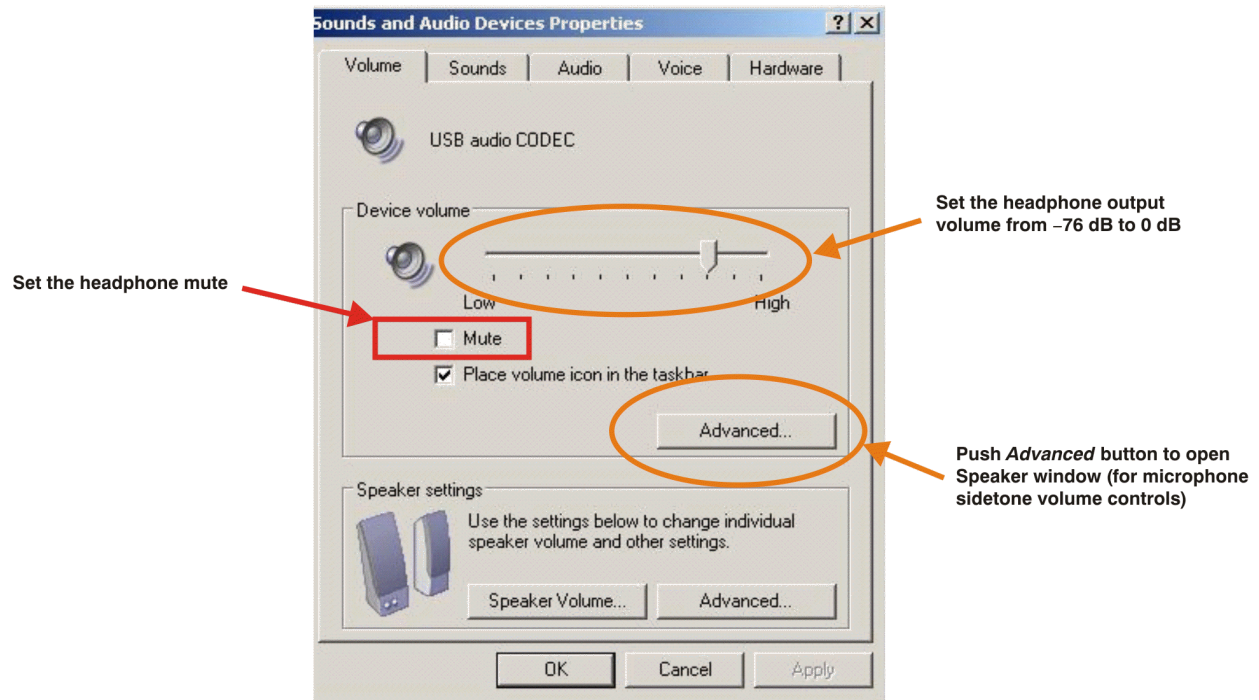 Sounds and Audio Devices Properties
Volume
Sounds
Audio
Voice
Hardware
USB audio CODEC
Device volume
Set the headphone output
volume from −76 dB to 0 dB
Set the headphone mute
Low
High
Mute
Place volume icon in the taskbar
Advanced...
Push Advanced button to open
Speaker window (for microphone
sidetone volume controls)
Speaker settings
Use the settings below to change individual
speaker volume and other settings.
Speaker Volume...
Advanced...
OK
Cancel
Apply